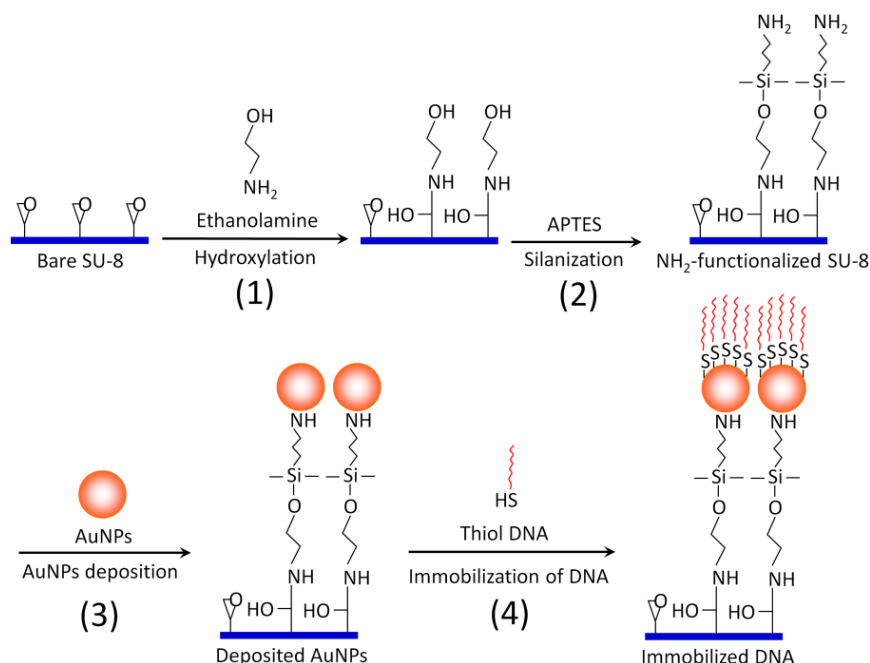 NH2 NH2
Si Si
OH OH OH O O
NH2 NH NH NH NH
O O O Ethanolamine O HO HO APTES O HO HO
Bare SU-8 Hydroxylation Silanization NH2-functionalized SU-8
(1) (2)
S S S S S S S S S S
NH NH NH NH
Si Si HS Si Si
AuNPs O O Thiol DNA O O
AuNPs deposition NH NH Immobilization of DNA NH NH
(3) O HO HO (4) O HO HO
Deposited AuNPs Immobilized DNA